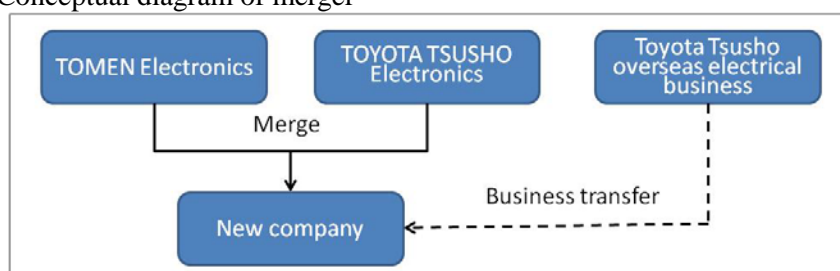 Conceptual diagram of merger
TOMEN Electronics
TOYOTA TSUSHO
Electronics
Toyota Tsusho
overseas electrical
business
Merge
Business transfer
New company